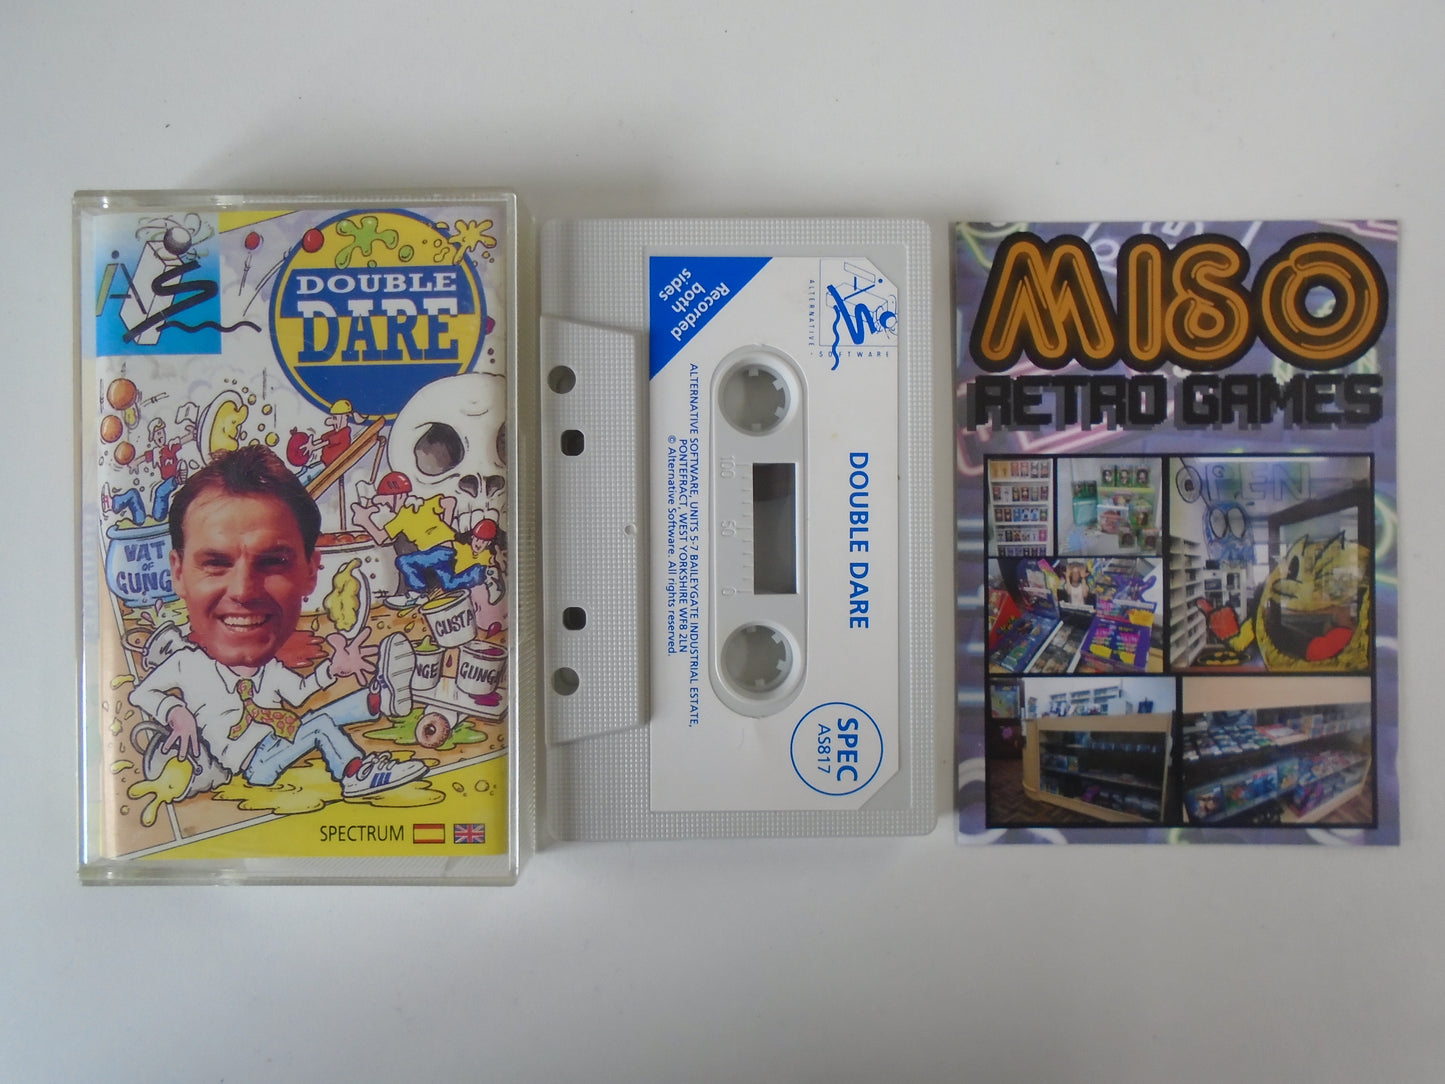 DOUBLE
DARE
VAT
OF
GUNG
GUSTA
NGE
GUNG
SPECTRUM
Recorded
both
sides
ALTERNATIVE
SOFTWARE
ALTERNATIVE SOFTWARE, UNITS 5-7 BAILEYGATE INDUSTRIAL ESTATE,
PONTEFRACT, WEST YORKSHIRE WF8 2LN
© Alternative Software. All rights reserved.
100
50
0
DOUBLE DARE
SPEC
AS817
MISO
RETRO GAMES
OPEN